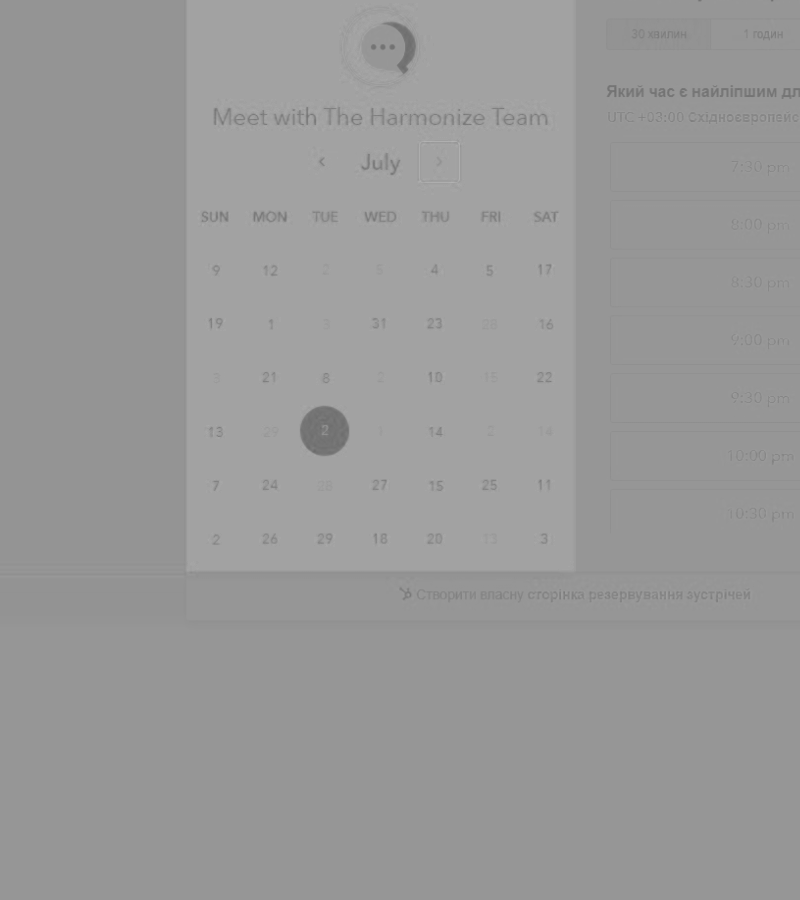 30 хвилин 1 годин
Meet with The Harmonize Team
Який час є найліпшим дл
UTC +03:00 Східноєвропейс
July
7:30 pm
SUN MON TUE WED THU FRI SAT
8:00 pm
9 12 2 5 4 5 17
8:30 pm
19 1 3 31 23 28 16
9:00 pm
5 21 6 2 10 15 22
9:30 pm
13 29 2 1 14 2 14
10:00 pm
7 24 28 27 15 25 11
10:30 pm
2 26 29 18 20 13 3
Створити власну сторінка резервування зустрічей